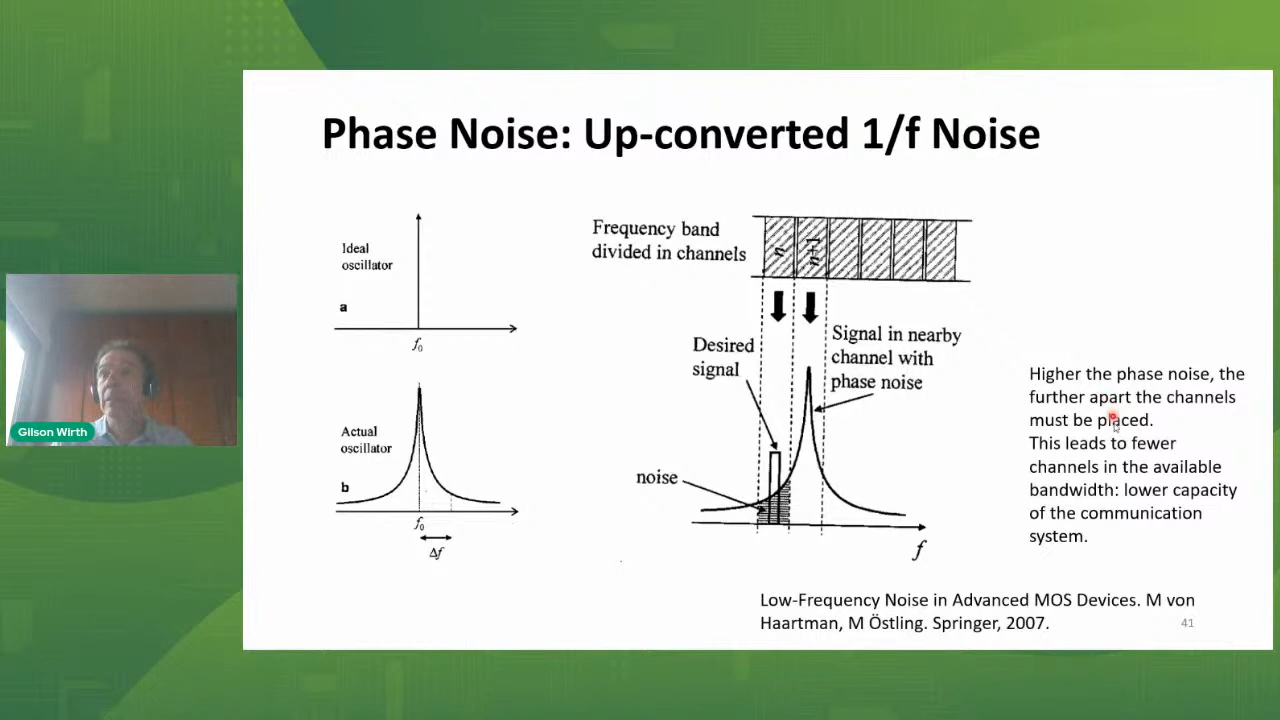 Phase Noise: Up-converted 1/f Noise
Ideal
oscillator
a
f₀
Actual
oscillator
b
f₀
Δf
Frequency band
divided in channels
n
n+1
Desired
signal
Signal in nearby
channel with
phase noise
noise
f
Higher the phase noise, the
further apart the channels
must be placed.
This leads to fewer
channels in the available
bandwidth: lower capacity
of the communication
system.
Low-Frequency Noise in Advanced MOS Devices. M von
Haartman, M Östling. Springer, 2007.
41
Gilson Wirth